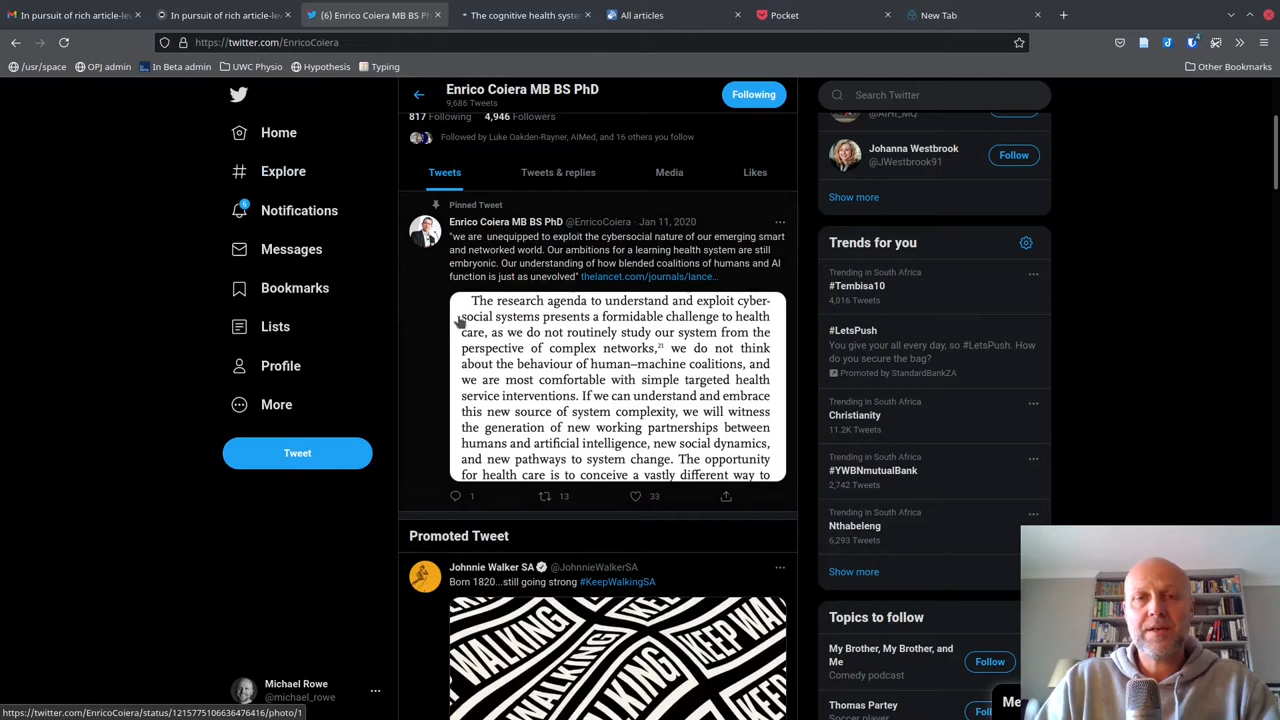 In pursuit of rich article-lev
In pursuit of rich article-lev
(6) Enrico Coiera MB BS Ph
The cognitive health syste
All articles
Pocket
New Tab
https://twitter.com/EnricoCoiera
/usr/space
OPJ admin
In Beta admin
UWC Physio
Hypothesis
Typing
Other Bookmarks
Home
Explore
6
Notifications
Messages
Bookmarks
Lists
Profile
More
Tweet
Michael Rowe
@michael_rowe
https://twitter.com/EnricoCoiera/status/1215775106636476416/photo/1
Enrico Coiera MB BS PhD
9,686 Tweets
Following
817 Following 4,946 Followers
Followed by Luke Oakden-Rayner, AIMed, and 16 others you follow
Tweets
Tweets & replies
Media
Likes
Pinned Tweet
Enrico Coiera MB BS PhD @EnricoCoiera · Jan 11, 2020
"we are unequipped to exploit the cybersocial nature of our emerging smart
and networked world. Our ambitions for a learning health system are still
embryonic. Our understanding of how blended coalitions of humans and AI
function is just as unevolved" thelancet.com/journals/lance...
The research agenda to understand and exploit cyber-
social systems presents a formidable challenge to health
care, as we do not routinely study our system from the
perspective of complex networks,21 we do not think
about the behaviour of human–machine coalitions, and
we are most comfortable with simple targeted health
service interventions. If we can understand and embrace
this new source of system complexity, we will witness
the generation of new working partnerships between
humans and artificial intelligence, new social dynamics,
and new pathways to system change. The opportunity
for health care is to conceive a vastly different way to
1
13
33
Promoted Tweet
Johnnie Walker SA @JohnnieWalkerSA
Born 1820...still going strong #KeepWalkingSA
KEEP WALKING
Search Twitter
@AIHI_MQ
Johanna Westbrook
@JWestbrook91
Follow
Show more
Trends for you
Trending in South Africa
#Tembisa10
4,016 Tweets
#LetsPush
You give your all every day, so #LetsPush. How
do you secure the bag?
Promoted by StandardBankZA
Trending in South Africa
Christianity
11.2K Tweets
Trending in South Africa
#YWBNmutualBank
2,742 Tweets
Trending in South Africa
Nthabeleng
6,293 Tweets
Show more
Topics to follow
My Brother, My Brother, and
Me
Comedy podcast
Follow
Thomas Partey
Soccer player
Follow
Me